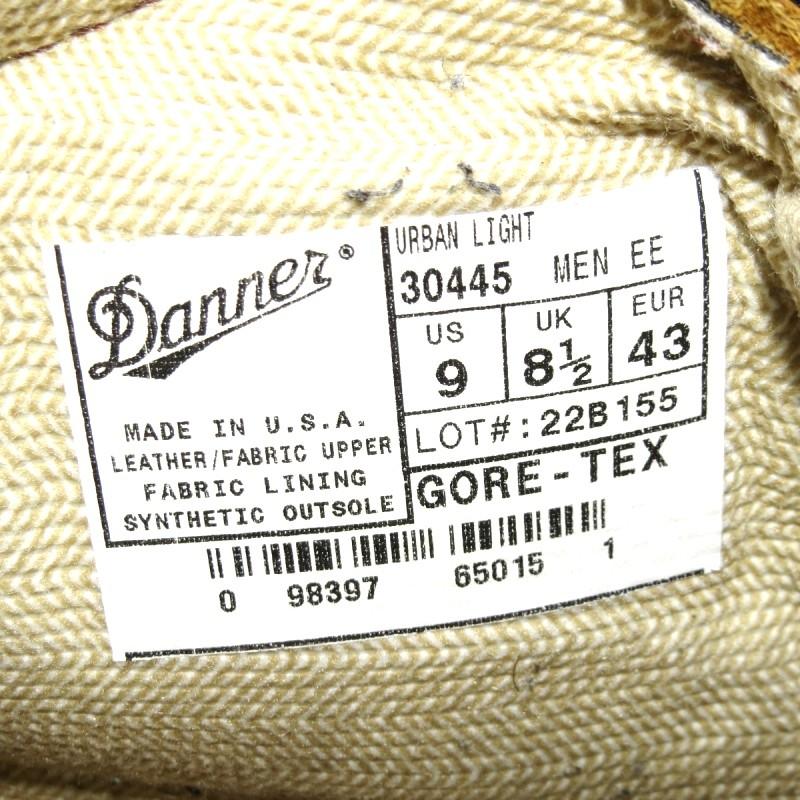 Danner®
MADE IN U.S.A.
LEATHER/FABRIC UPPER
FABRIC LINING
SYNTHETIC OUTSOLE
URBAN LIGHT
30445 MEN EE
US UK EUR
9 8½ 43
LOT#:22B155
GORE-TEX
0 98397 65015 1